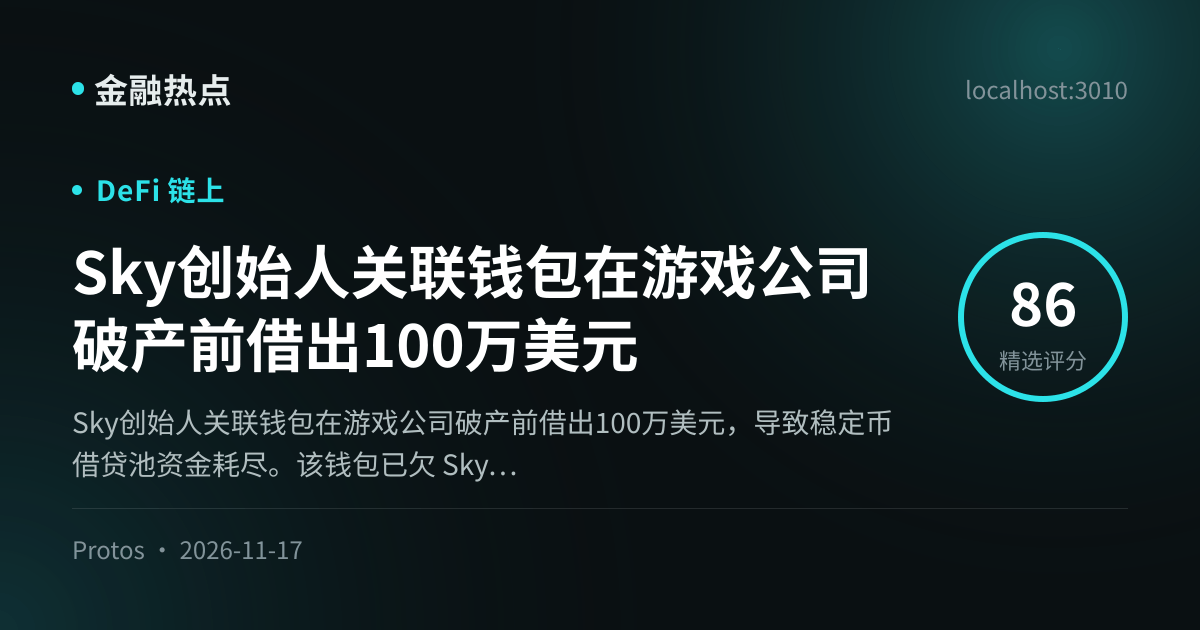 金融热点
localhost:3010
DeFi 链上
Sky创始人关联钱包在游戏公司
破产前借出100万美元
86
精选评分
Sky创始人关联钱包在游戏公司破产前借出100万美元，导致稳定币
借贷池资金耗尽。该钱包已欠 Sky…
Protos · 2026-11-17